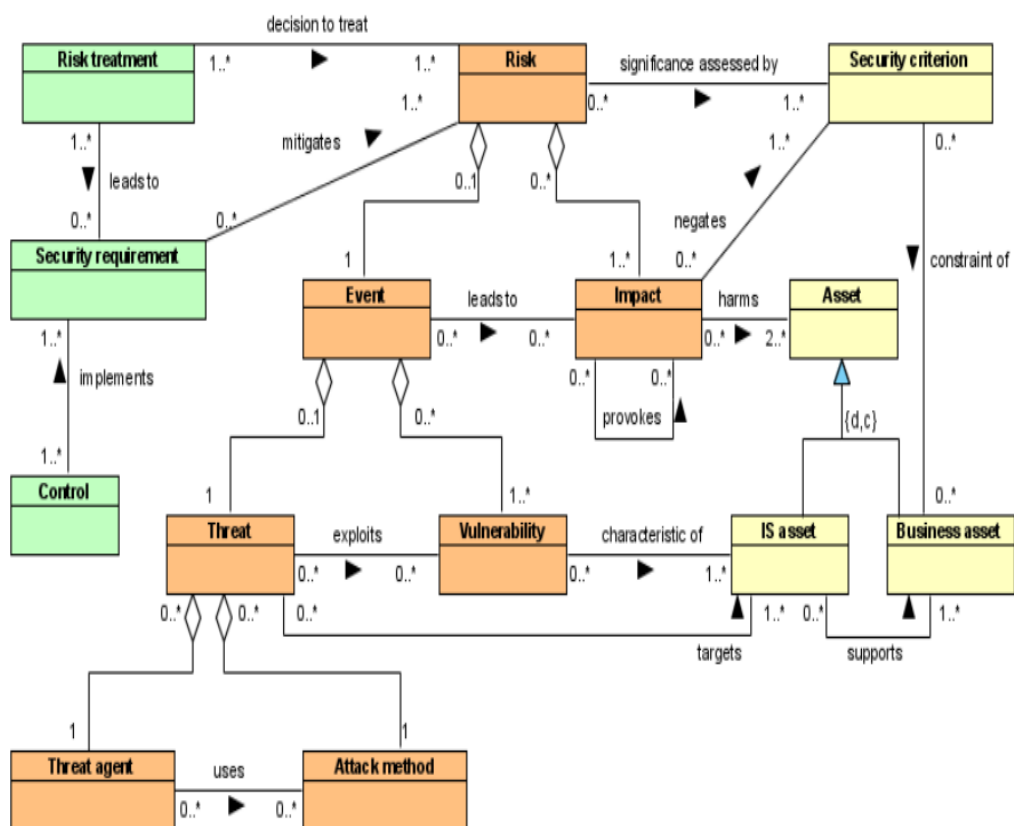 decision to treat
Risk treatment
1..*
1..*
Risk
significance assessed by
0..*
1..*
Security criterion
1..*
mitigates
1..*
1..*
0..*
leads to
0..1
0..*
0..*
0..*
negates
Security requirement
1
1..*
0..*
constraint of
Event
leads to
Impact
harms
Asset
0..*
0..*
0..*
2..*
1..*
implements
0..*
0..*
0..1
0..*
provokes
{d,c}
1..*
1
1..*
0..*
Control
Threat
exploits
Vulnerability
characteristic of
IS asset
Business asset
0..*
0..*
0..*
1..*
0..*
0..*
0..*
1..*
0..*
1..*
targets
supports
1
1
Threat agent
uses
Attack method
0..*
0..*